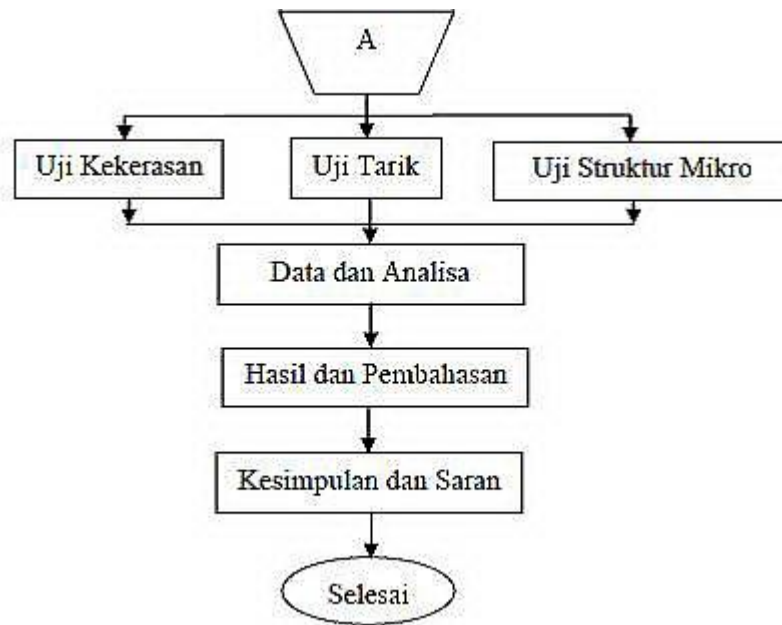 A
Uji Kekerasan
Uji Tarik
Uji Struktur Mikro
Data dan Analisa
Hasil dan Pembahasan
Kesimpulan dan Saran
Selesai